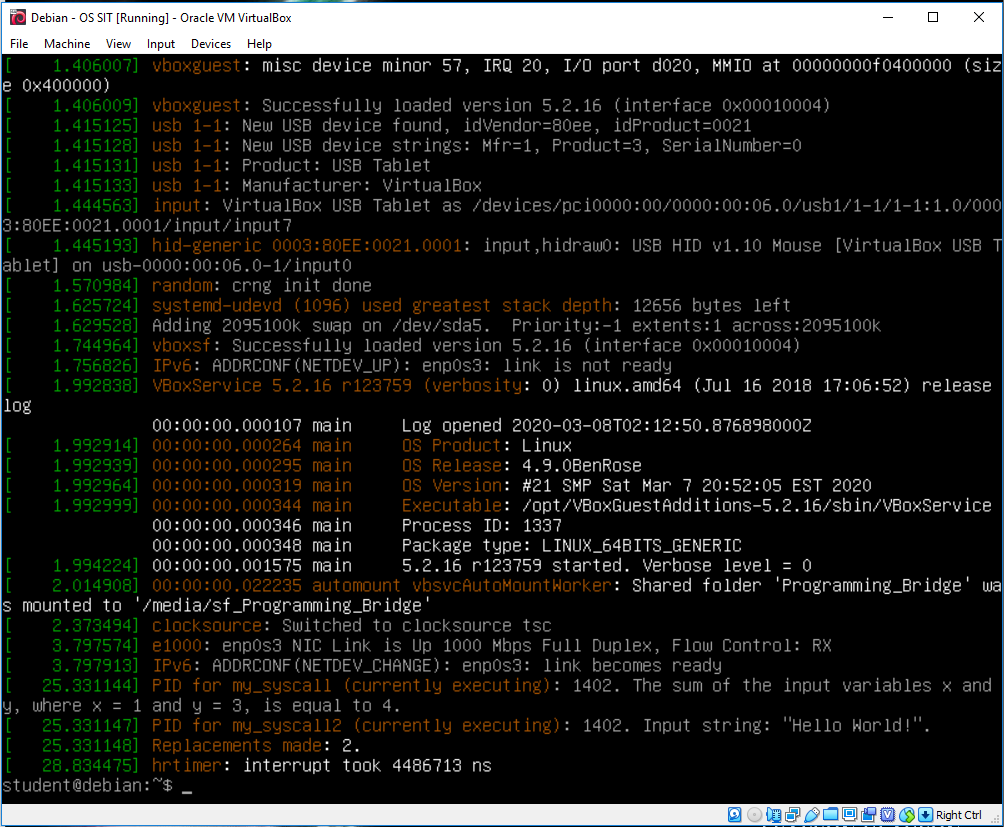 Debian - OS SIT [Running] - Oracle VM VirtualBox
File Machine View Input Devices Help
[    1.406007] vboxguest: misc device minor 57, IRQ 20, I/O port d020, MMIO at 00000000f0400000 (siz
e 0x400000)
[    1.406009] vboxguest: Successfully loaded version 5.2.16 (interface 0x00010004)
[    1.415125] usb 1-1: New USB device found, idVendor=80ee, idProduct=0021
[    1.415128] usb 1-1: New USB device strings: Mfr=1, Product=3, SerialNumber=0
[    1.415131] usb 1-1: Product: USB Tablet
[    1.415133] usb 1-1: Manufacturer: VirtualBox
[    1.444563] input: VirtualBox USB Tablet as /devices/pci0000:00/0000:00:06.0/usb1/1-1/1-1:1.0/000
3:80EE:0021.0001/input/input7
[    1.445193] hid-generic 0003:80EE:0021.0001: input,hidraw0: USB HID v1.10 Mouse [VirtualBox USB T
ablet] on usb-0000:00:06.0-1/input0
[    1.570984] random: crng init done
[    1.625724] systemd-udevd (1096) used greatest stack depth: 12656 bytes left
[    1.629528] Adding 2095100k swap on /dev/sda5.  Priority:-1 extents:1 across:2095100k
[    1.744964] vboxsf: Successfully loaded version 5.2.16 (interface 0x00010004)
[    1.756826] IPv6: ADDRCONF(NETDEV_UP): enp0s3: link is not ready
[    1.992838] VBoxService 5.2.16 r123759 (verbosity: 0) linux.amd64 (Jul 16 2018 17:06:52) release
log
               00:00:00.000107 main     Log opened 2020-03-08T02:12:50.876898000Z
[    1.992914] 00:00:00.000264 main     OS Product: Linux
[    1.992939] 00:00:00.000295 main     OS Release: 4.9.0BenRose
[    1.992964] 00:00:00.000319 main     OS Version: #21 SMP Sat Mar 7 20:52:05 EST 2020
[    1.992999] 00:00:00.000344 main     Executable: /opt/VBoxGuestAdditions-5.2.16/sbin/VBoxService
               00:00:00.000346 main     Process ID: 1337
               00:00:00.000348 main     Package type: LINUX_64BITS_GENERIC
[    1.994224] 00:00:00.001575 main     5.2.16 r123759 started. Verbose level = 0
[    2.014908] 00:00:00.022235 automount vbsvcAutoMountWorker: Shared folder 'Programming_Bridge' wa
s mounted to '/media/sf_Programming_Bridge'
[    2.373494] clocksource: Switched to clocksource tsc
[    3.797574] e1000: enp0s3 NIC Link is Up 1000 Mbps Full Duplex, Flow Control: RX
[    3.797913] IPv6: ADDRCONF(NETDEV_CHANGE): enp0s3: link becomes ready
[   25.331144] PID for my_syscall (currently executing): 1402. The sum of the input variables x and
y, where x = 1 and y = 3, is equal to 4.
[   25.331147] PID for my_syscall2 (currently executing): 1402. Input string: "Hello World!".
[   25.331148] Replacements made: 2.
[   28.834475] hrtimer: interrupt took 4486713 ns
student@debian:~$ _
Right Ctrl